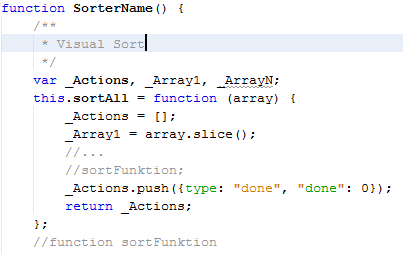 function SorterName() {
/**
* Visual Sort
*/
var _Actions, _Array1, _ArrayN;
this.sortAll = function (array) {
_Actions = [];
_Array1 = array.slice();
//...
//sortFunktion;
_Actions.push({type: "done", "done": 0});
return _Actions;
};
//function sortFunktion